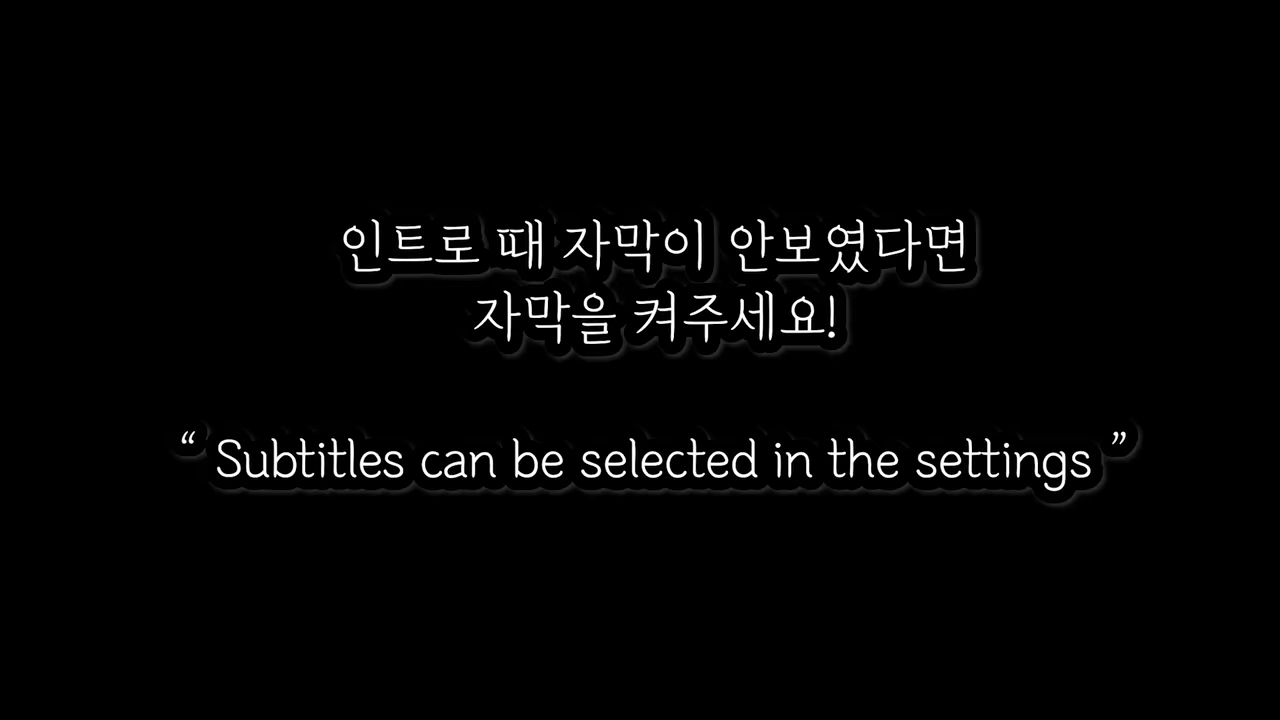 인트로 때 자막이 안보였다면
자막을 켜주세요!
“ Subtitles can be selected in the settings ”